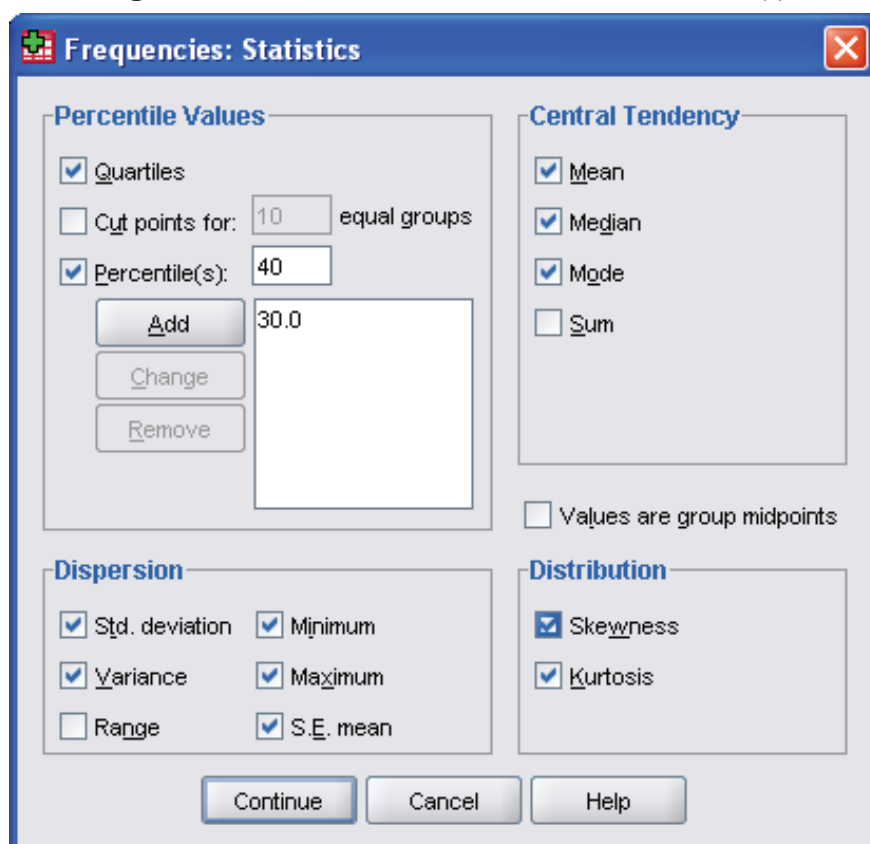 Frequencies: Statistics
Percentile Values
Quartiles
Cut points for: 10 equal groups
Percentile(s): 40
Add
30.0
Change
Remove
Central Tendency
Mean
Median
Mode
Sum
Values are group midpoints
Dispersion
Std. deviation
Minimum
Variance
Maximum
Range
S.E. mean
Distribution
Skewness
Kurtosis
Continue
Cancel
Help